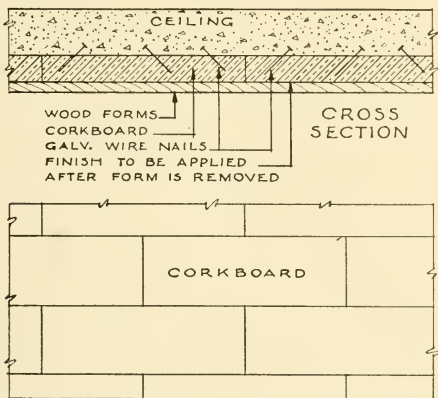 CEILING
WOOD FORMS
CORKBOARD
GALV. WIRE NAILS
FINISH TO BE APPLIED
AFTER FORM IS REMOVED
CROSS
SECTION
CORKBOARD